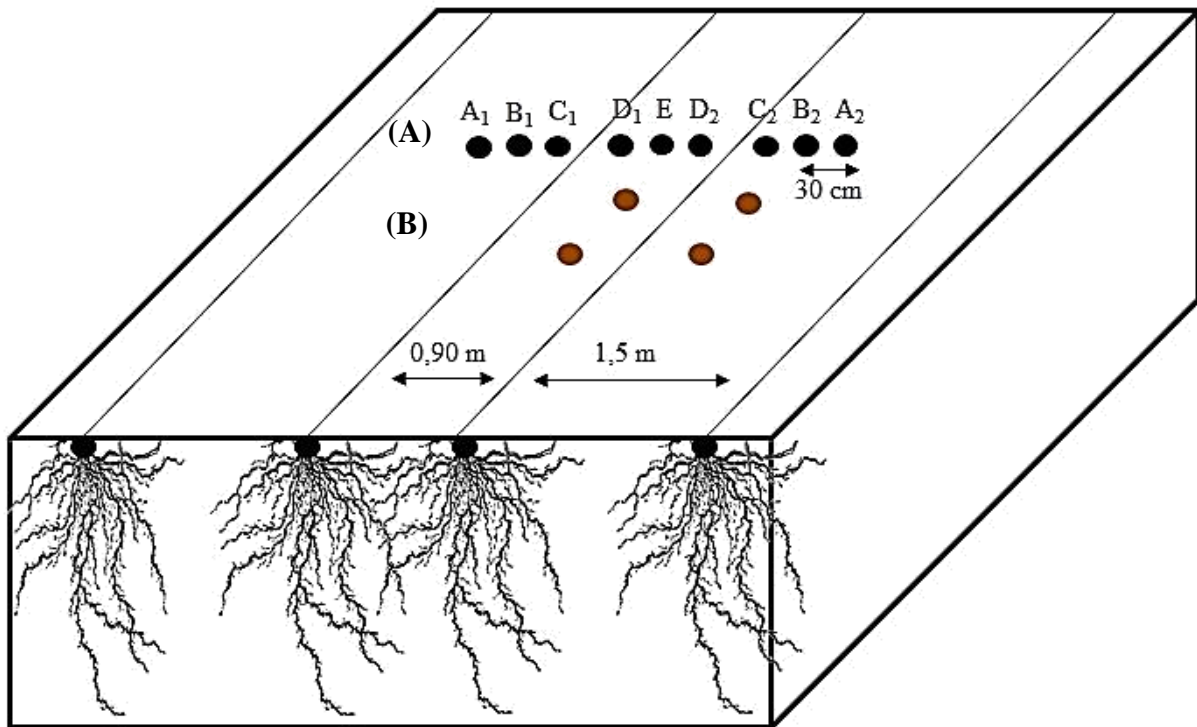 A₁ B₁ C₁ D₁ E D₂ C₂ B₂ A₂
(A)
30 cm
(B)
0,90 m
1,5 m